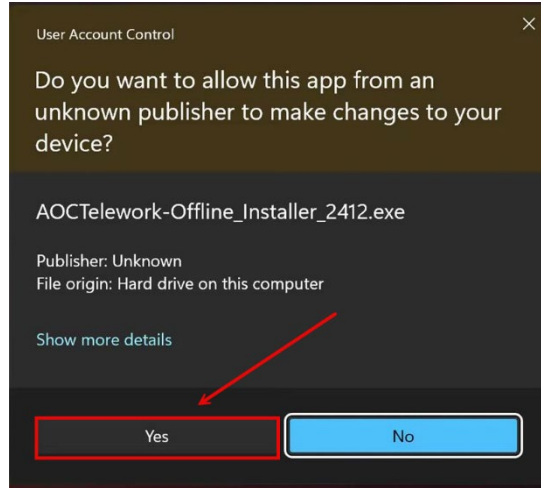 User Account Control
Do you want to allow this app from an
unknown publisher to make changes to your
device?
AOCTelework-Offline_Installer_2412.exe
Publisher: Unknown
File origin: Hard drive on this computer
Show more details
Yes
No